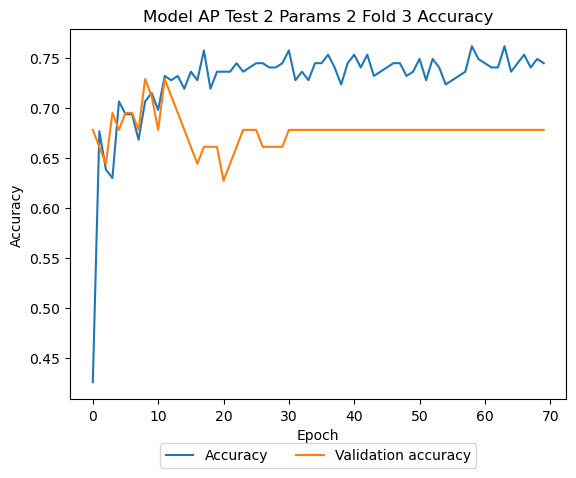 Model AP Test 2 Params 2 Fold 3 Accuracy
Accuracy
0.75
0.70
0.65
0.60
0.55
0.50
0.45
0 10 20 30 40 50 60 70
Epoch
Accuracy Validation accuracy